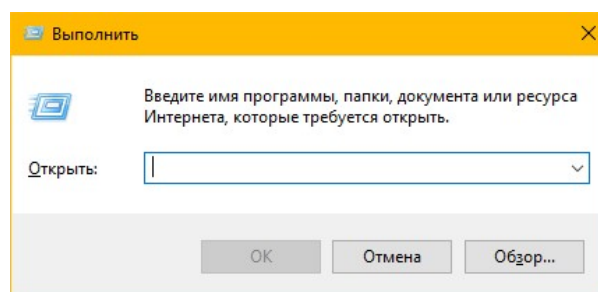 Выполнить
Введите имя программы, папки, документа или ресурса
Интернета, которые требуется открыть.
Открыть:
ОК
Отмена
Обзор...